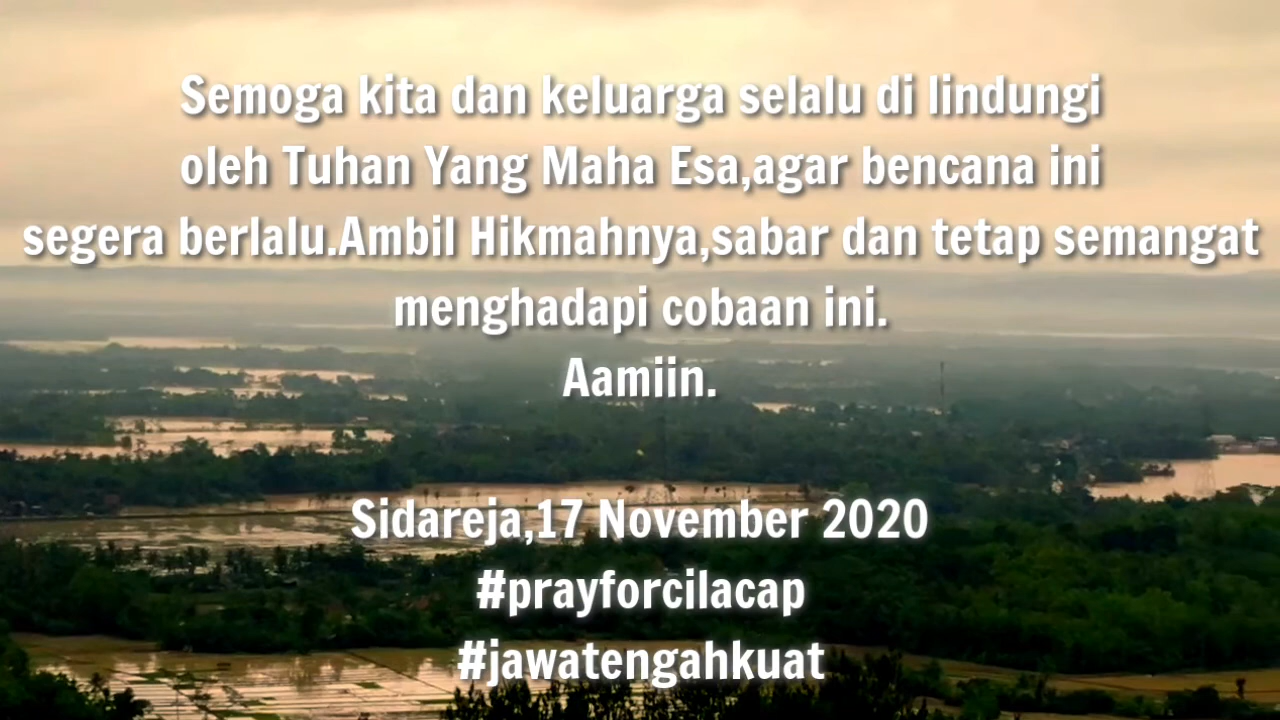 Semoga kita dan keluarga selalu di lindungi
oleh Tuhan Yang Maha Esa,agar bencana ini
segera berlalu.Ambil Hikmahnya,sabar dan tetap semangat
menghadapi cobaan ini.
Aamiin.
Sidareja,17 November 2020
#prayforcilacap
#jawatengahkuat